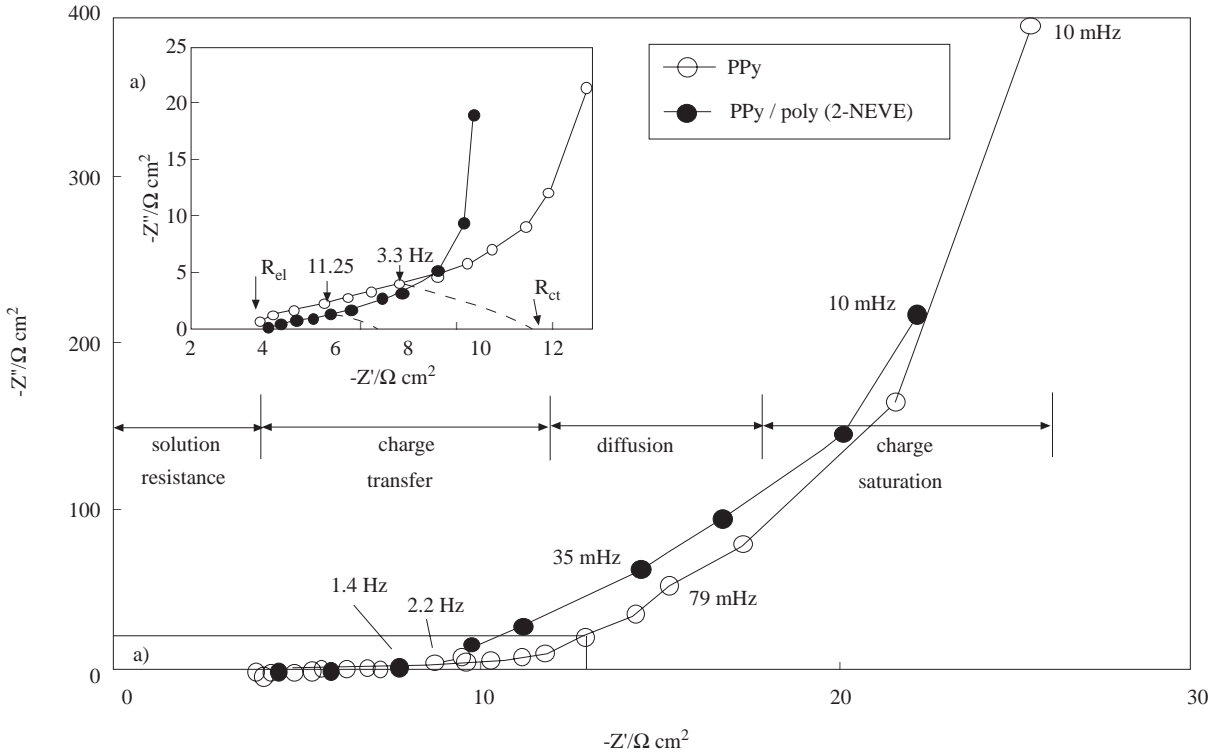 400
300
200
100
0
-Z''/Ω cm²
a)
25
20
15
10
5
0
-Z''/Ω cm²
R_el
11.25
3.3 Hz
R_ct
2 4 6 8 10 12
-Z'/Ω cm²
PPy
PPy / poly (2-NEVE)
10 mHz
10 mHz
solution
resistance
charge
transfer
diffusion
charge
saturation
35 mHz
79 mHz
1.4 Hz
2.2 Hz
a)
0 10 20 30
-Z'/Ω cm²